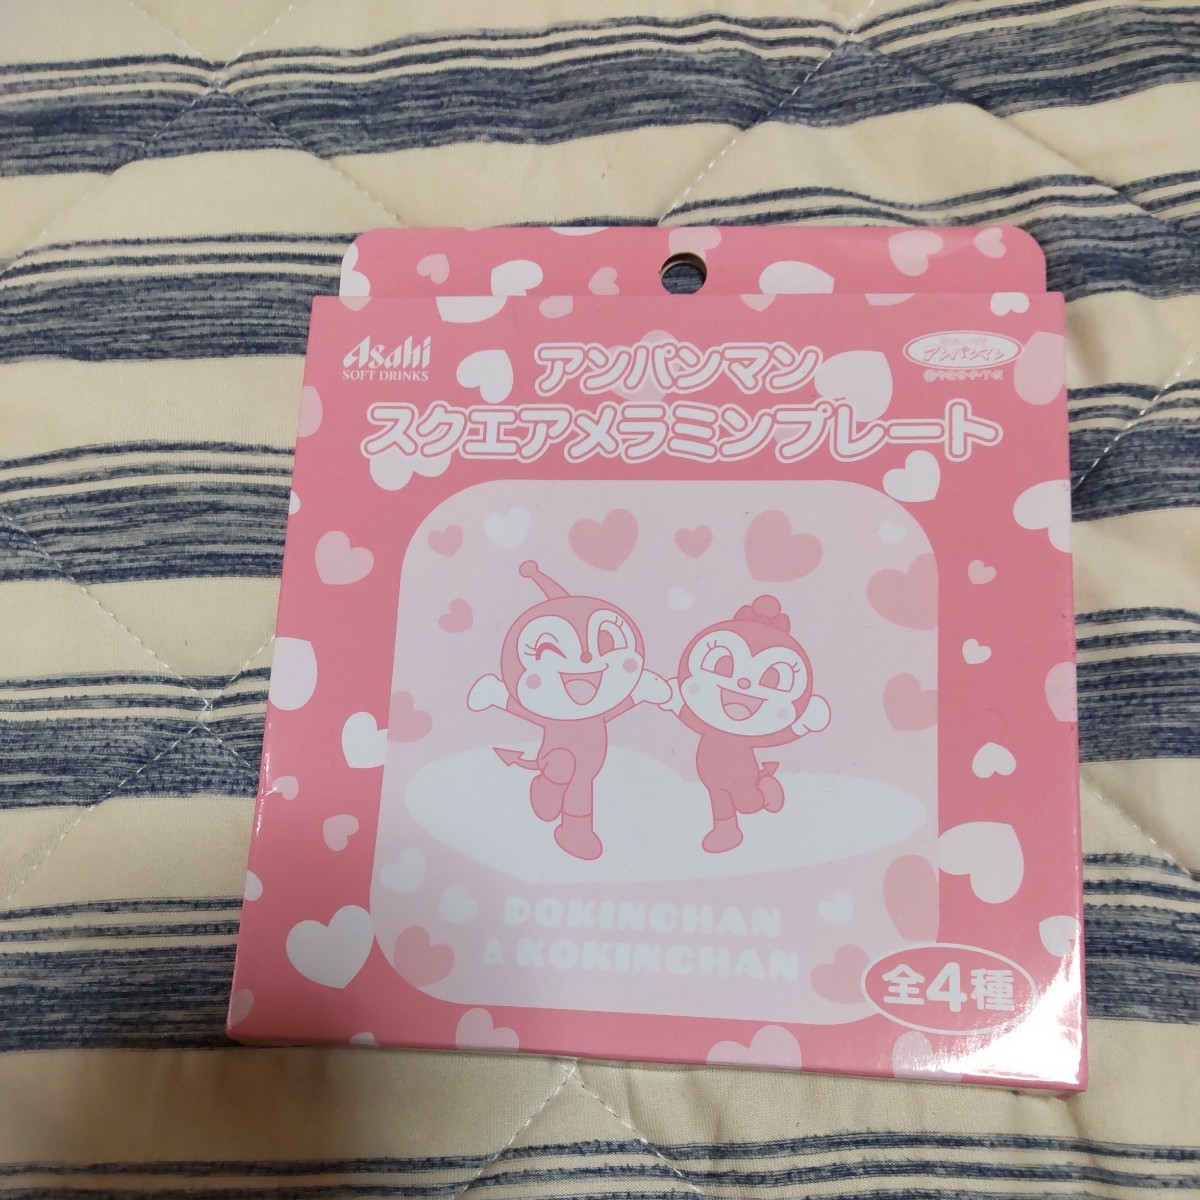 Asahi
SOFT DRINKS
アンパンマン
スクエアメラミンプレート
アンパンマン
DOKINCHAN
& KOKINCHAN
全4種